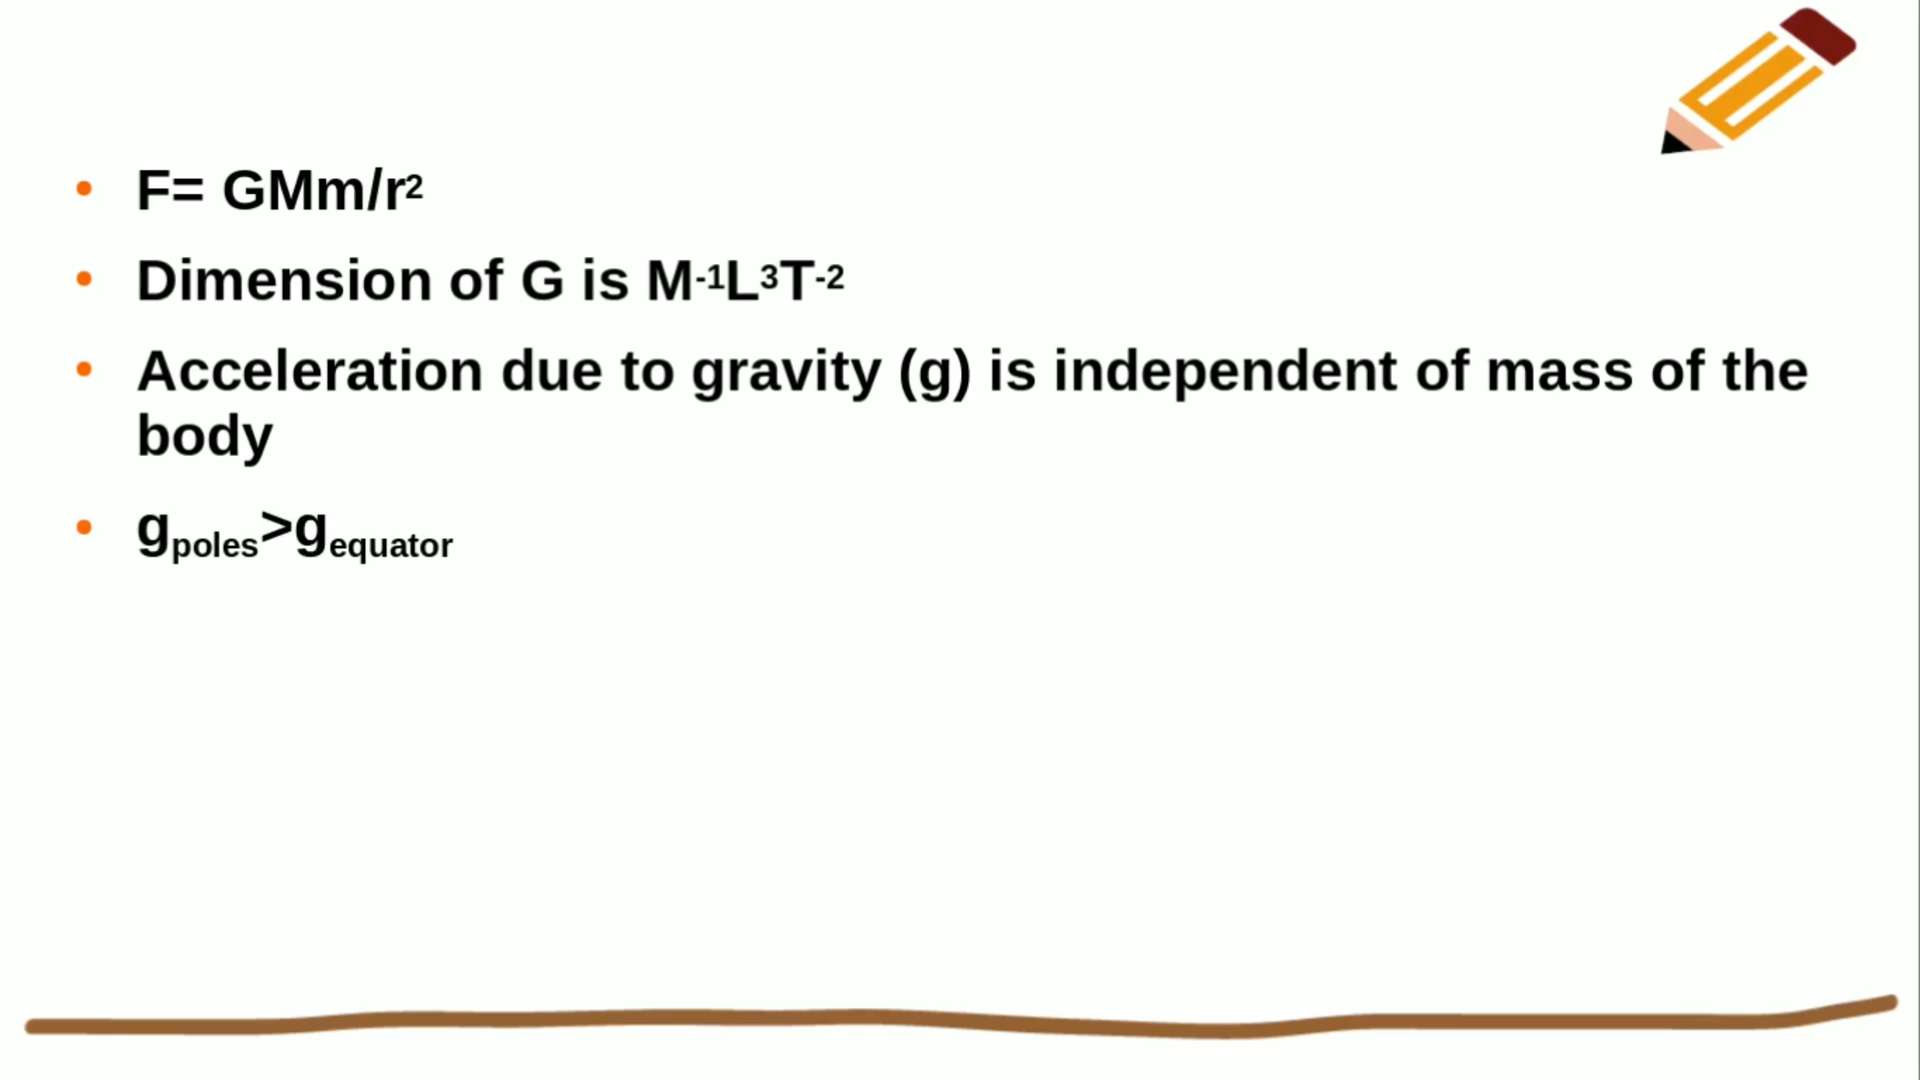 • F= GMm/r²
• Dimension of G is M⁻¹L³T⁻²
• Acceleration due to gravity (g) is independent of mass of the
body
• gpoles>gequator